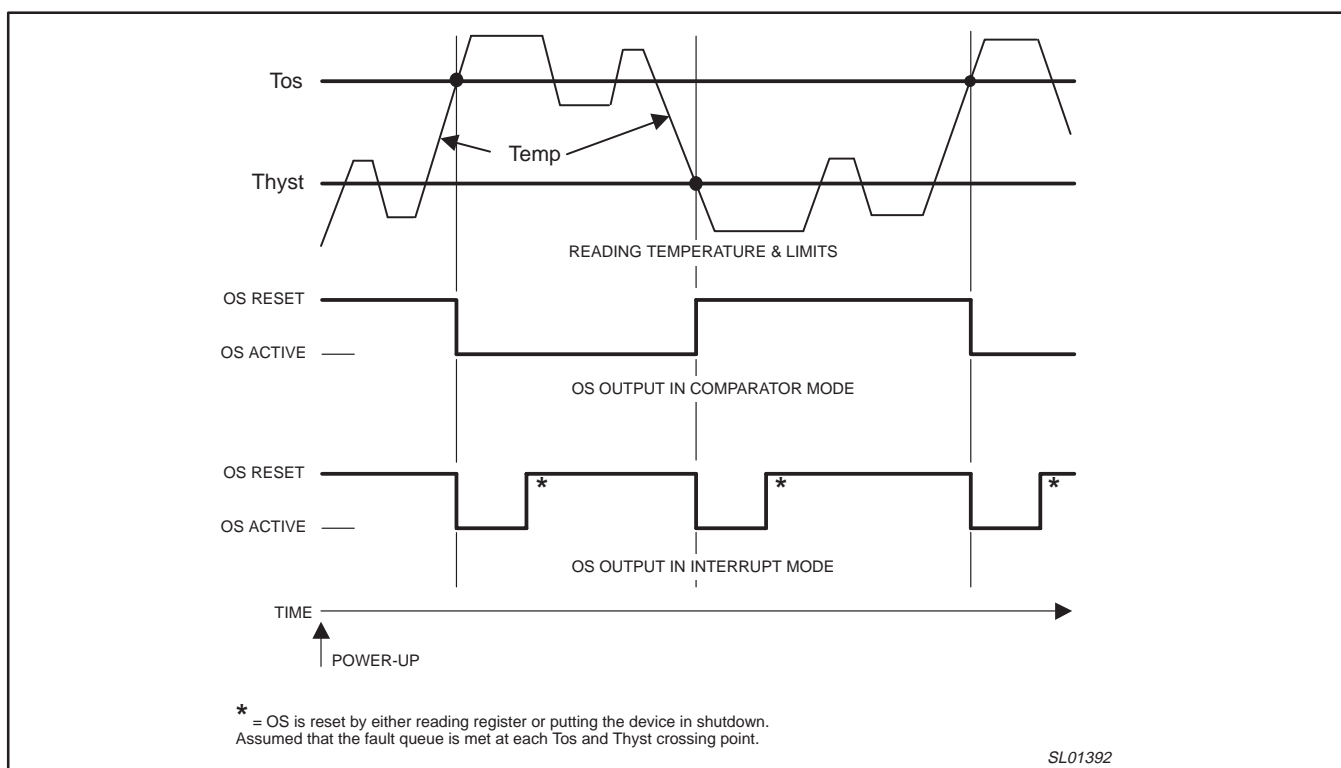 Tos
Temp
Thyst
READING TEMPERATURE & LIMITS
OS RESET
OS ACTIVE
OS OUTPUT IN COMPARATOR MODE
OS RESET
*
*
*
OS ACTIVE
OS OUTPUT IN INTERRUPT MODE
TIME
POWER-UP
* = OS is reset by either reading register or putting the device in shutdown.
Assumed that the fault queue is met at each Tos and Thyst crossing point.
SL01392